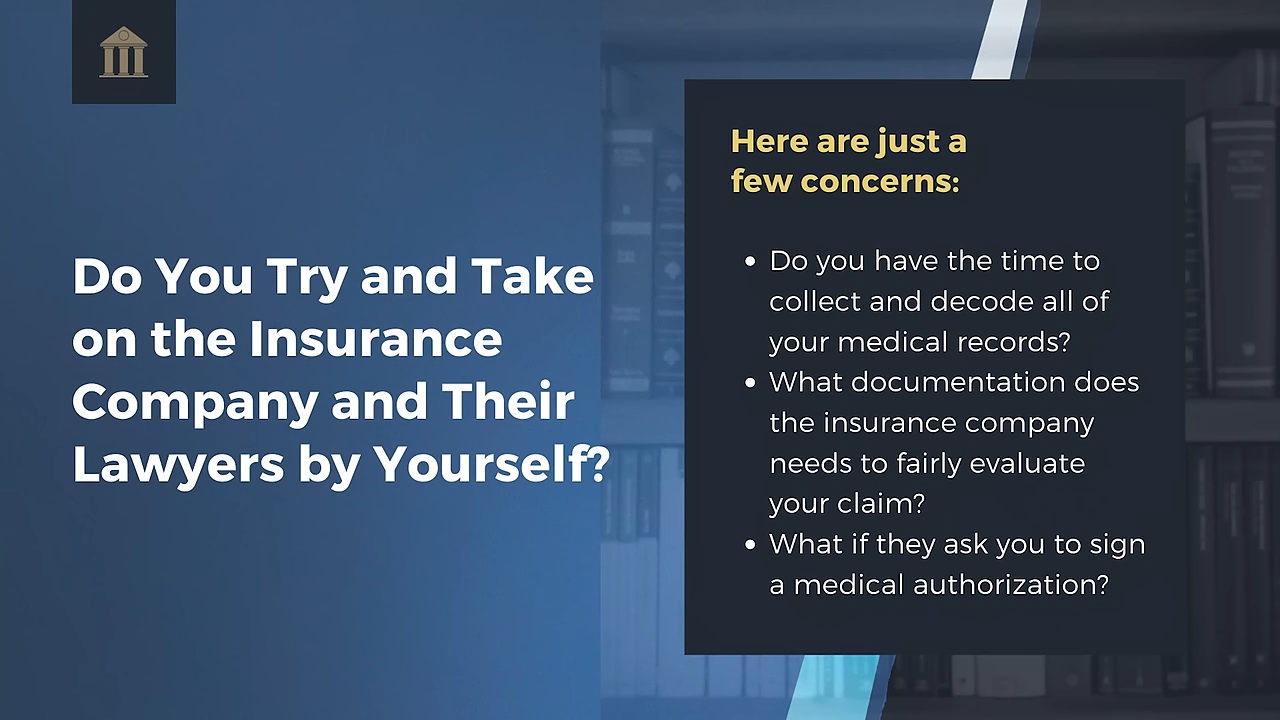 Do You Try and Take
on the Insurance
Company and Their
Lawyers by Yourself?
Here are just a
few concerns:
• Do you have the time to
collect and decode all of
your medical records?
• What documentation does
the insurance company
needs to fairly evaluate
your claim?
• What if they ask you to sign
a medical authorization?